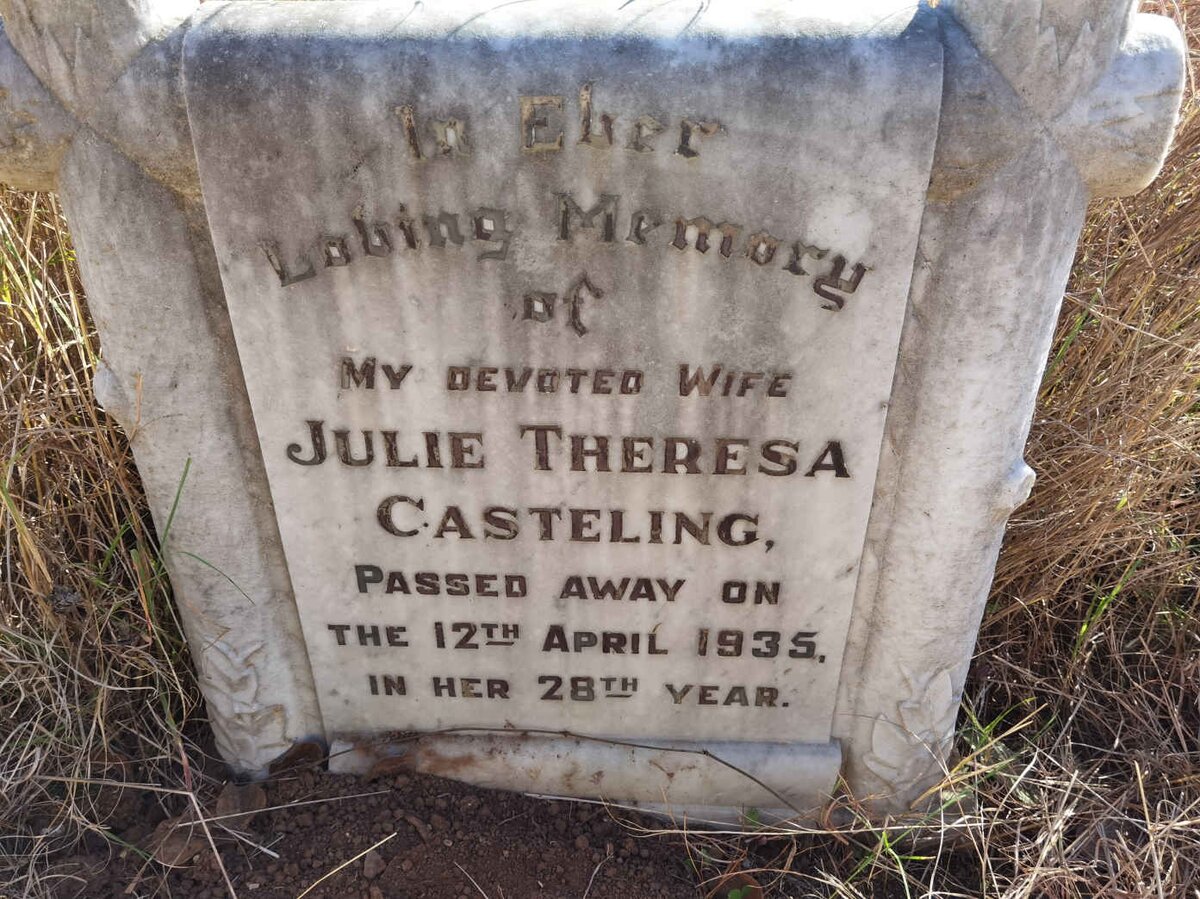 In Ever
Loving Memory
of
MY DEVOTED WIFE
JULIE THERESA
CASTELING,
PASSED AWAY ON
THE 12TH APRIL 1935,
IN HER 28TH YEAR.